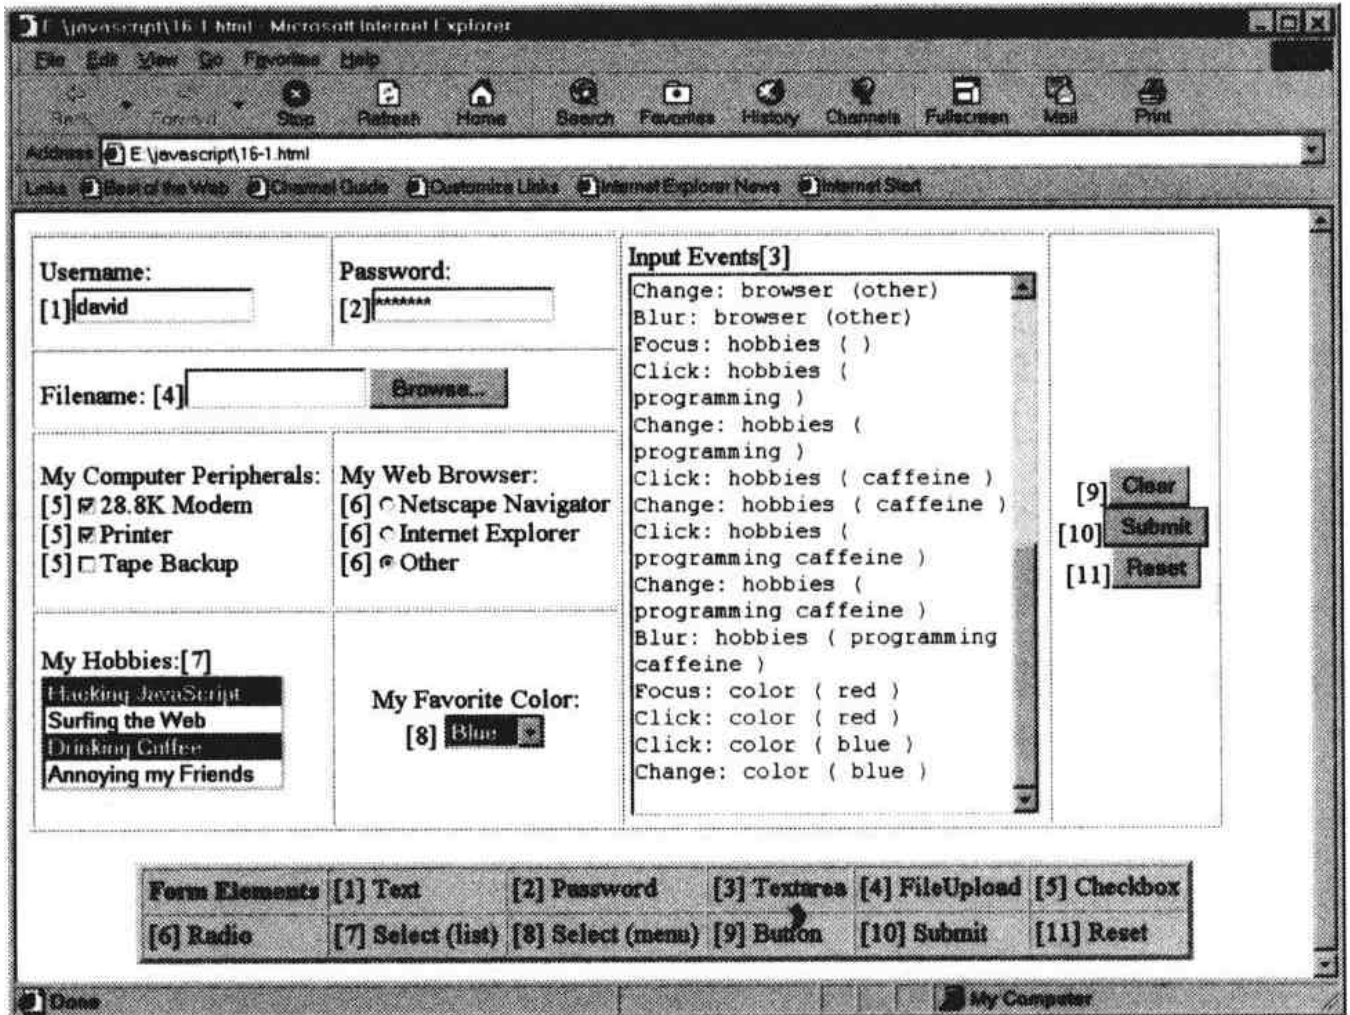 E:\javascript\16-1.html - Microsoft Internet Explorer
File Edit View Go Favorites Help
Back Forward Stop Refresh Home Search Favorites History Channels Fullscreen Mail Print
Address E:\javascript\16-1.html
Links Best of the Web Channel Guide Customize Links Internet Explorer News Internet Start
Username:
[1] david
Password:
[2] *******
Filename: [4] Browse...
My Computer Peripherals:
[5] 28.8K Modem
[5] Printer
[5] Tape Backup
My Web Browser:
[6] Netscape Navigator
[6] Internet Explorer
[6] Other
My Hobbies:[7]
Hacking JavaScript
Surfing the Web
Drinking Coffee
Annoying my Friends
My Favorite Color:
[8] Blue
Input Events[3]
Change: browser (other)
Blur: browser (other)
Focus: hobbies ( )
Click: hobbies (
programming )
Change: hobbies (
programming )
Click: hobbies ( caffeine )
Change: hobbies ( caffeine )
Click: hobbies (
programming caffeine )
Change: hobbies (
programming caffeine )
Blur: hobbies ( programming
caffeine )
Focus: color ( red )
Click: color ( red )
Click: color ( blue )
Change: color ( blue )
[9] Clear
[10] Submit
[11] Reset
Form Elements [1] Text [2] Password [3] Textarea [4] FileUpload [5] Checkbox
[6] Radio [7] Select (list) [8] Select (menu) [9] Button [10] Submit [11] Reset
Done My Computer